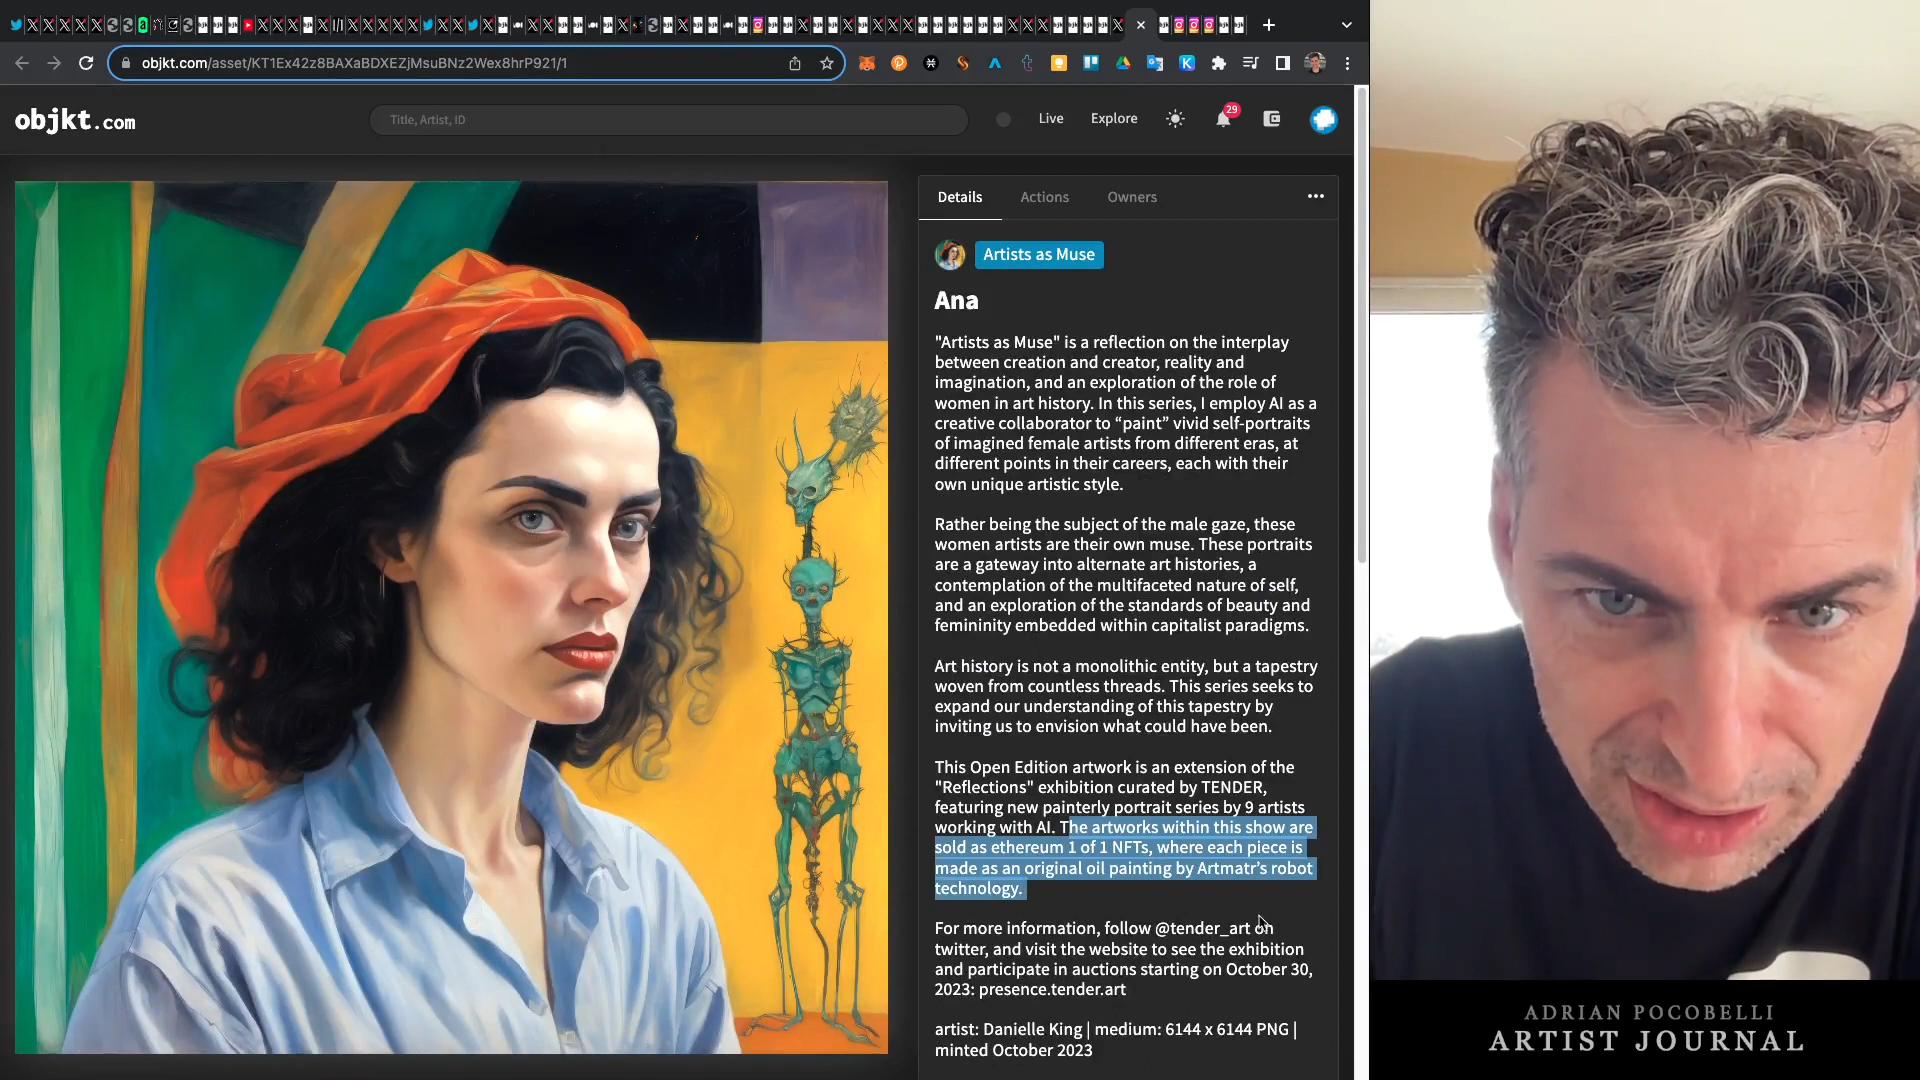 objkt.com/asset/KT1Ex42z8BAXaBDXEZjMsuBNz2Wex8hrP921/1
objkt.com
Title, Artist, ID
Live
Explore
29
Details
Actions
Owners
Artists as Muse
Ana
"Artists as Muse" is a reflection on the interplay
between creation and creator, reality and
imagination, and an exploration of the role of
women in art history. In this series, I employ AI as a
creative collaborator to “paint” vivid self-portraits
of imagined female artists from different eras, at
different points in their careers, each with their
own unique artistic style.
Rather being the subject of the male gaze, these
women artists are their own muse. These portraits
are a gateway into alternate art histories, a
contemplation of the multifaceted nature of self,
and an exploration of the standards of beauty and
femininity embedded within capitalist paradigms.
Art history is not a monolithic entity, but a tapestry
woven from countless threads. This series seeks to
expand our understanding of this tapestry by
inviting us to envision what could have been.
This Open Edition artwork is an extension of the
"Reflections" exhibition curated by TENDER,
featuring new painterly portrait series by 9 artists
working with AI. The artworks within this show are
sold as ethereum 1 of 1 NFTs, where each piece is
made as an original oil painting by Artmatr’s robot
technology.
For more information, follow @tender_art on
twitter, and visit the website to see the exhibition
and participate in auctions starting on October 30,
2023: presence.tender.art
artist: Danielle King | medium: 6144 x 6144 PNG |
minted October 2023
ADRIAN POCOBELLI
ARTIST JOURNAL